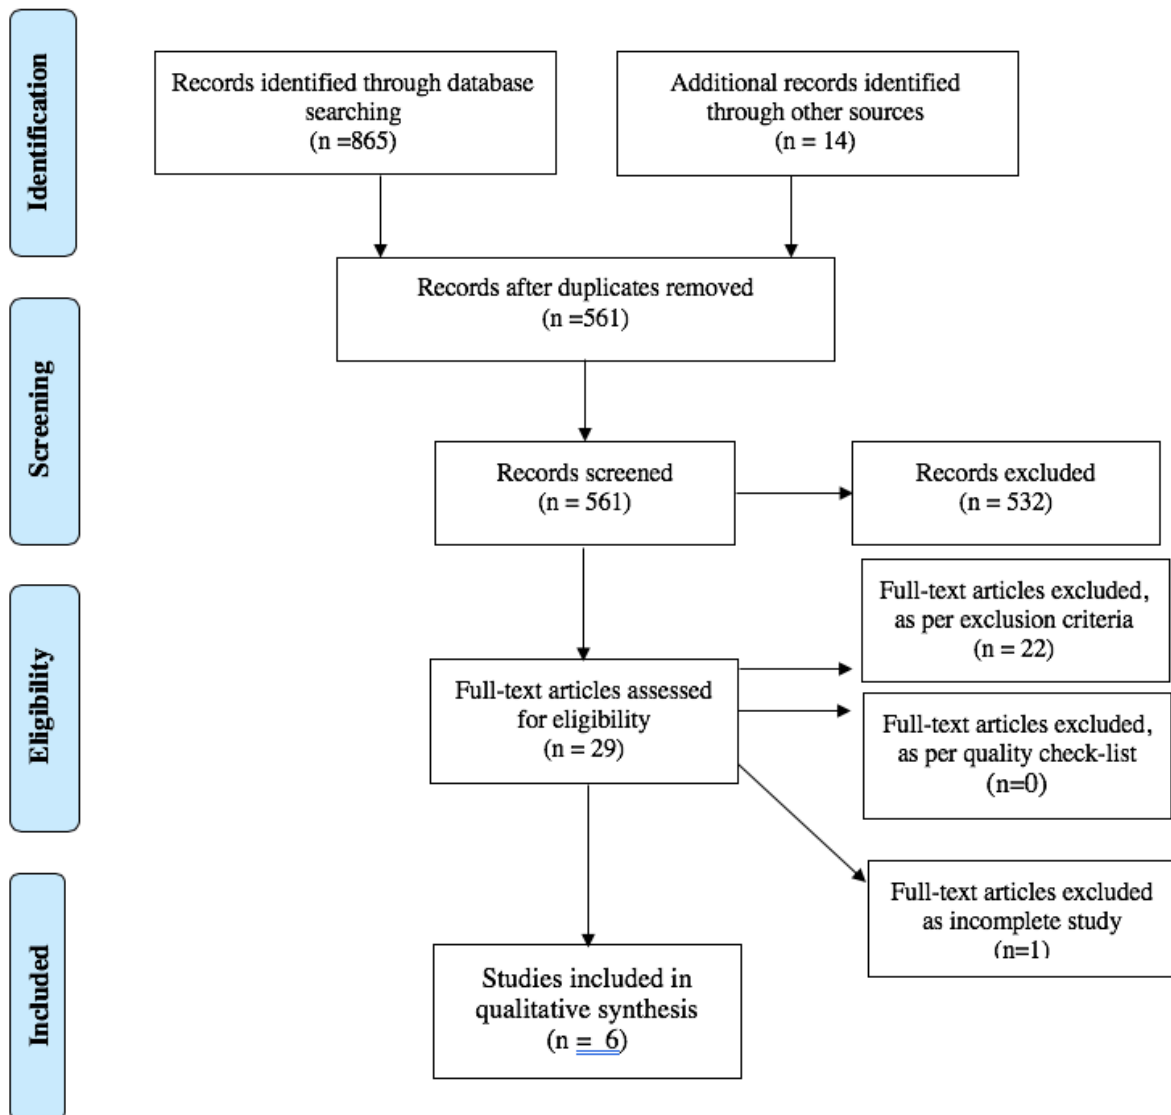 Identification
Records identified through database
searching
(n =865)
Additional records identified
through other sources
(n = 14)
Records after duplicates removed
(n =561)
Screening
Records screened
(n = 561)
Records excluded
(n = 532)
Eligibility
Full-text articles assessed
for eligibility
(n = 29)
Full-text articles excluded,
as per exclusion criteria
(n = 22)
Full-text articles excluded,
as per quality check-list
(n=0)
Full-text articles excluded
as incomplete study
(n=1)
Included
Studies included in
qualitative synthesis
(n = 6)